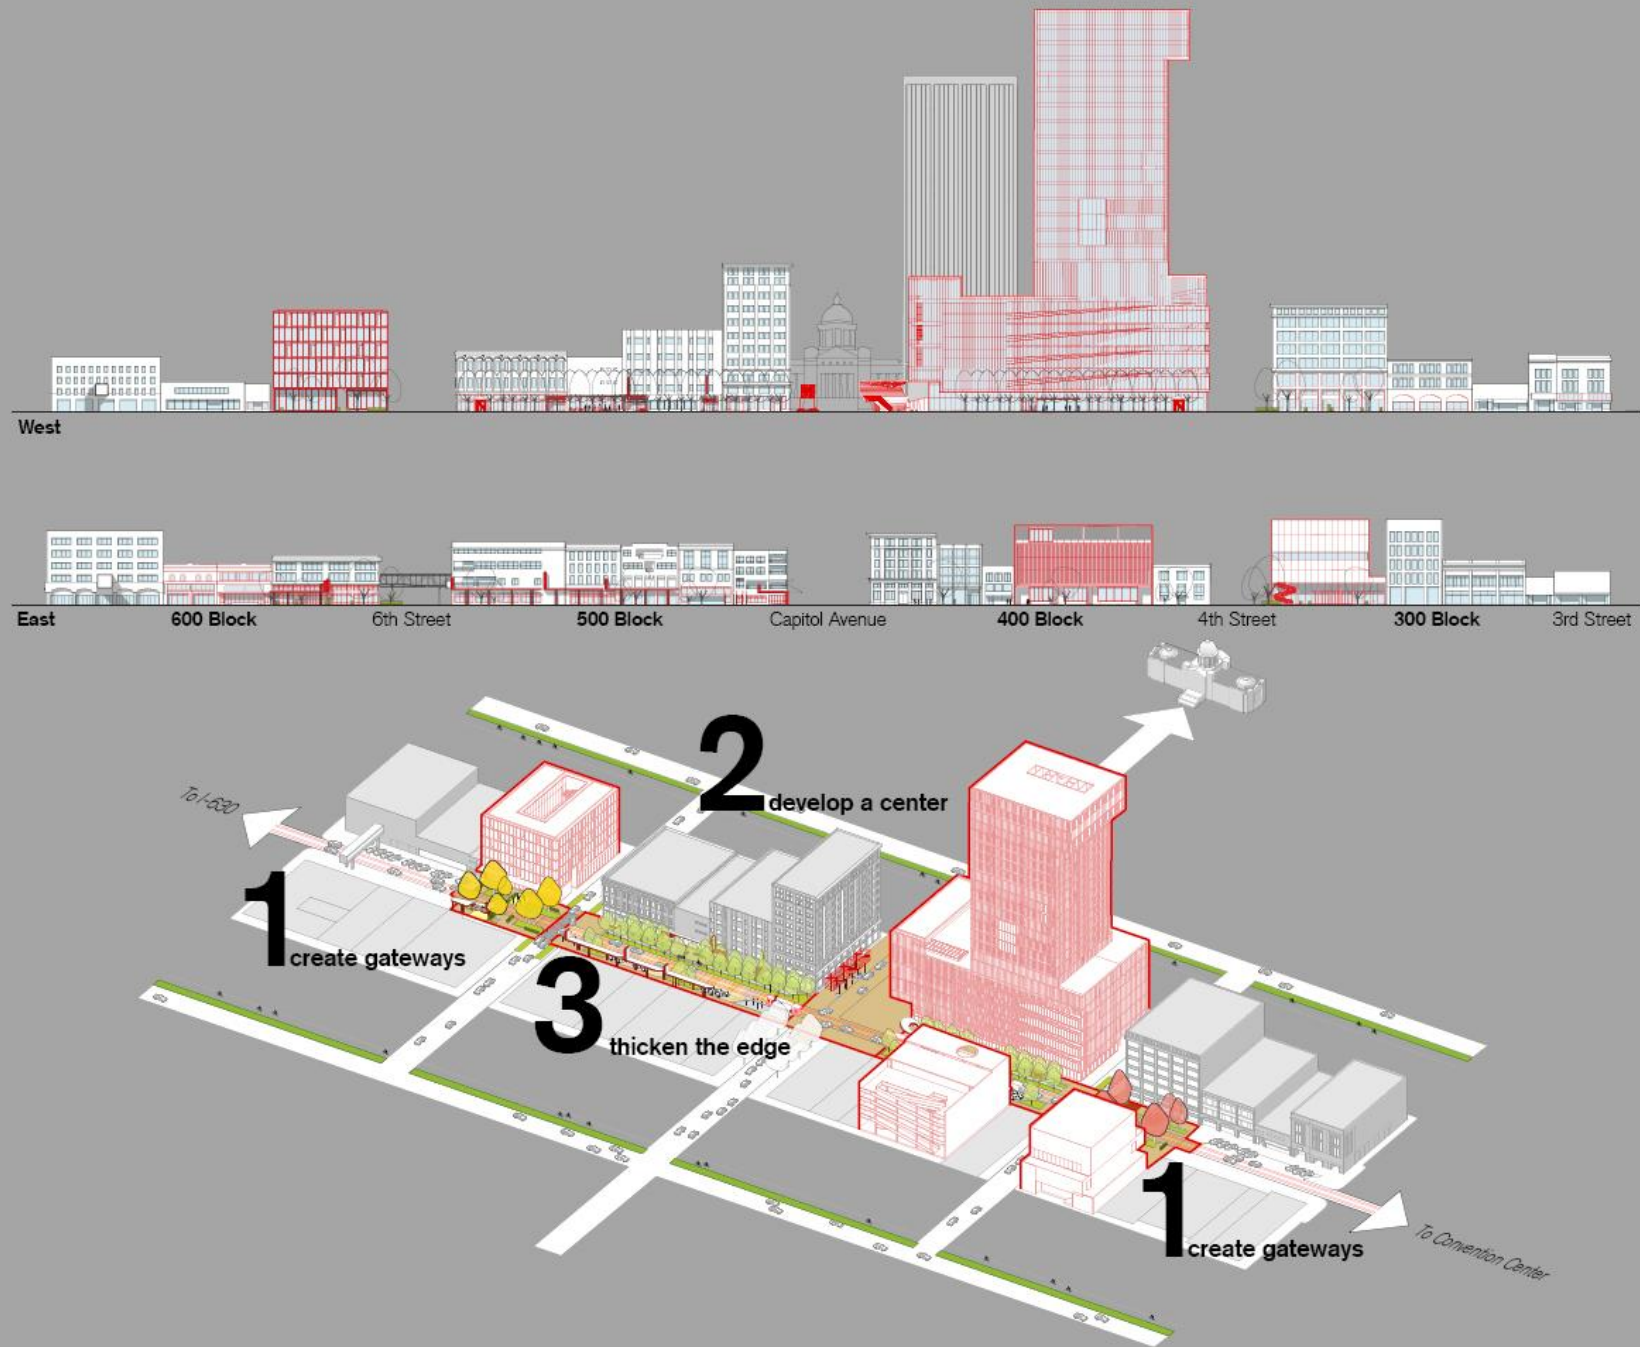 West
East
600 Block
6th Street
500 Block
Capitol Avenue
400 Block
4th Street
300 Block
3rd Street
2 develop a center
To I-630
1 create gateways
3 thicken the edge
1 create gateways
To Convention Center